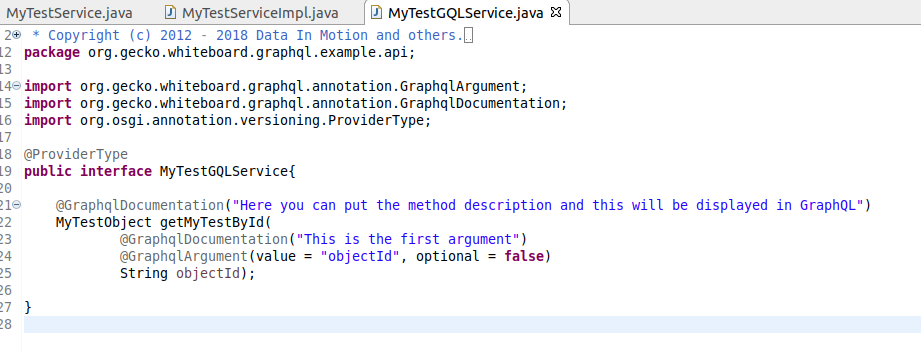 MyTestService.java MyTestServiceImpl.java MyTestGQLService.java
2 * Copyright (c) 2012 - 2018 Data In Motion and others.
12 package org.gecko.whiteboard.graphql.example.api;
13
14 import org.gecko.whiteboard.graphql.annotation.GraphqlArgument;
15 import org.gecko.whiteboard.graphql.annotation.GraphqlDocumentation;
16 import org.osgi.annotation.versioning.ProviderType;
17
18 @ProviderType
19 public interface MyTestGQLService{
20
21 @GraphqlDocumentation("Here you can put the method description and this will be displayed in GraphQL")
22 MyTestObject getMyTestById(
23 @GraphqlDocumentation("This is the first argument")
24 @GraphqlArgument(value = "objectId", optional = false)
25 String objectId);
26
27 }
28